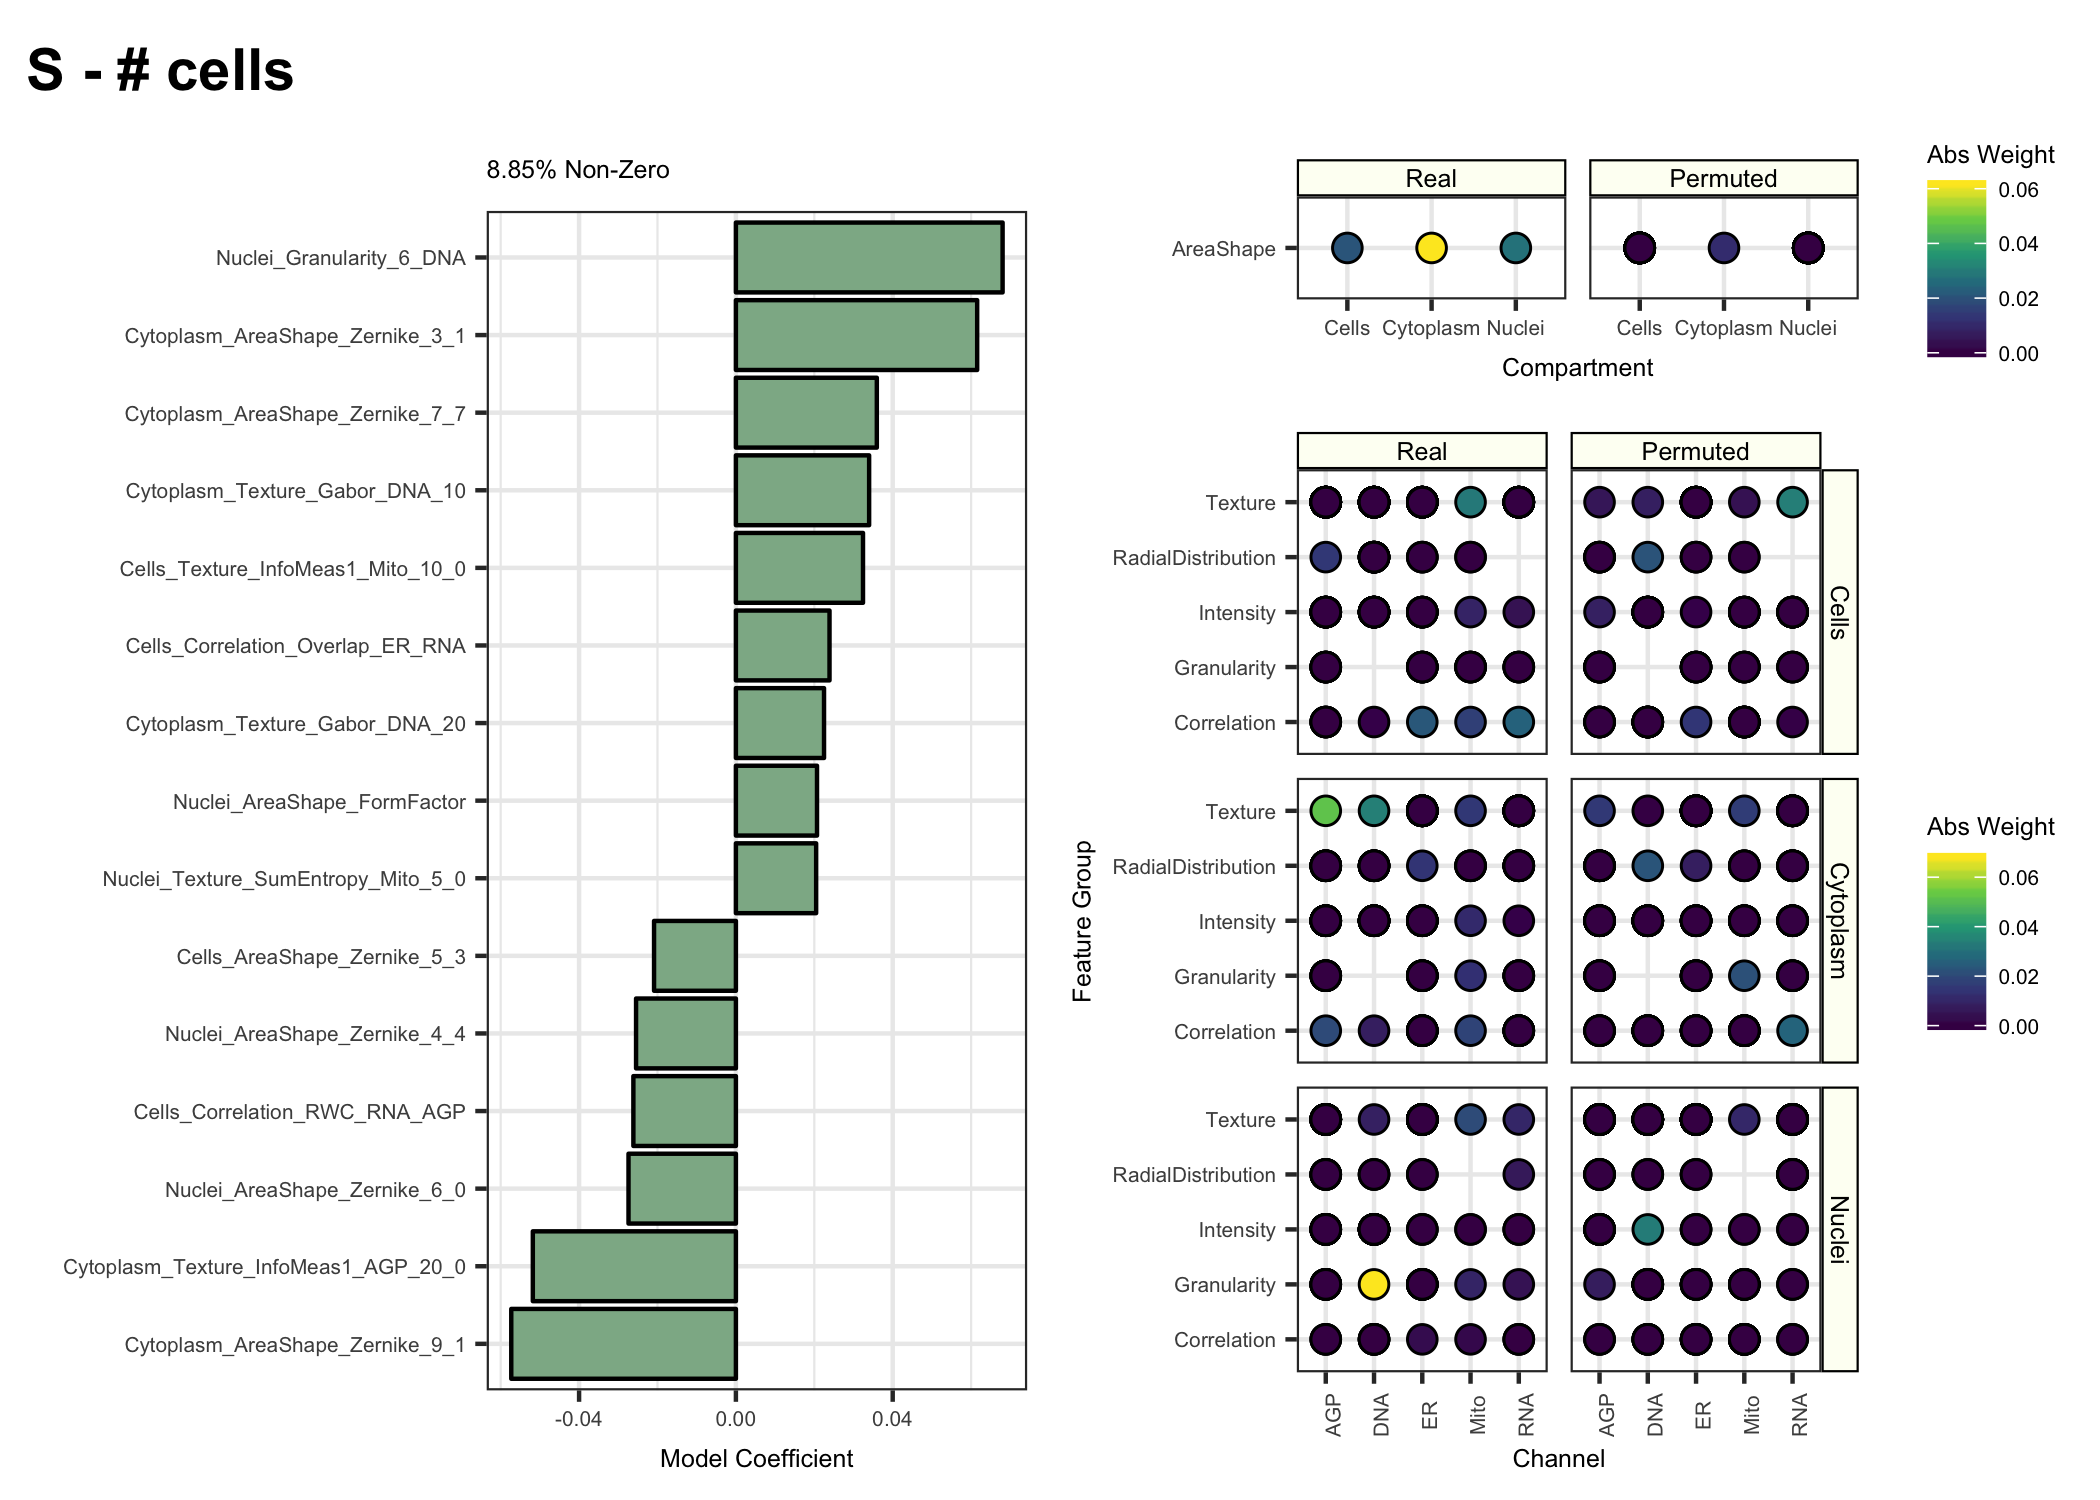 S - # cells
8.85% Non-Zero
Nuclei_Granularity_6_DNA
Cytoplasm_AreaShape_Zernike_3_1
Cytoplasm_AreaShape_Zernike_7_7
Cytoplasm_Texture_Gabor_DNA_10
Cells_Texture_InfoMeas1_Mito_10_0
Cells_Correlation_Overlap_ER_RNA
Cytoplasm_Texture_Gabor_DNA_20
Nuclei_AreaShape_FormFactor
Nuclei_Texture_SumEntropy_Mito_5_0
Cells_AreaShape_Zernike_5_3
Nuclei_AreaShape_Zernike_4_4
Cells_Correlation_RWC_RNA_AGP
Nuclei_AreaShape_Zernike_6_0
Cytoplasm_Texture_InfoMeas1_AGP_20_0
Cytoplasm_AreaShape_Zernike_9_1
-0.04 0.00 0.04
Model Coefficient
Real Permuted
AreaShape
Cells Cytoplasm Nuclei Cells Cytoplasm Nuclei
Compartment
Abs Weight
0.06
0.04
0.02
0.00
Feature Group
Real Permuted
Texture
RadialDistribution
Intensity
Granularity
Correlation
Cells
Texture
RadialDistribution
Intensity
Granularity
Correlation
Cytoplasm
Texture
RadialDistribution
Intensity
Granularity
Correlation
Nuclei
AGP DNA ER Mito RNA AGP DNA ER Mito RNA
Channel
Abs Weight
0.06
0.04
0.02
0.00